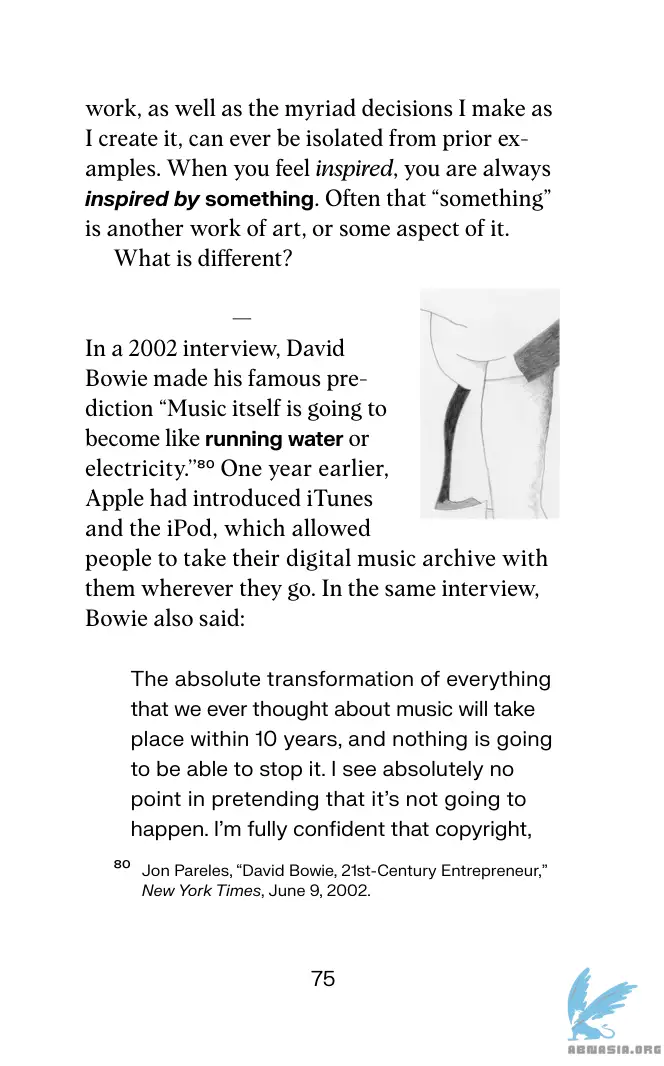 work, as well as the myriad decisions I make as
I create it, can ever be isolated from prior ex-
amples. When you feel inspired, you are always
inspired by something. Often that “something”
is another work of art, or some aspect of it.
What is different?
—
In a 2002 interview, David
Bowie made his famous pre-
diction “Music itself is going to
become like running water or
electricity.”⁸⁰ One year earlier,
Apple had introduced iTunes
and the iPod, which allowed
people to take their digital music archive with
them wherever they go. In the same interview,
Bowie also said:
The absolute transformation of everything
that we ever thought about music will take
place within 10 years, and nothing is going
to be able to stop it. I see absolutely no
point in pretending that it’s not going to
happen. I’m fully confident that copyright,
⁸⁰ Jon Pareles, “David Bowie, 21st-Century Entrepreneur,”
New York Times, June 9, 2002.
75
ABNASIA.ORG